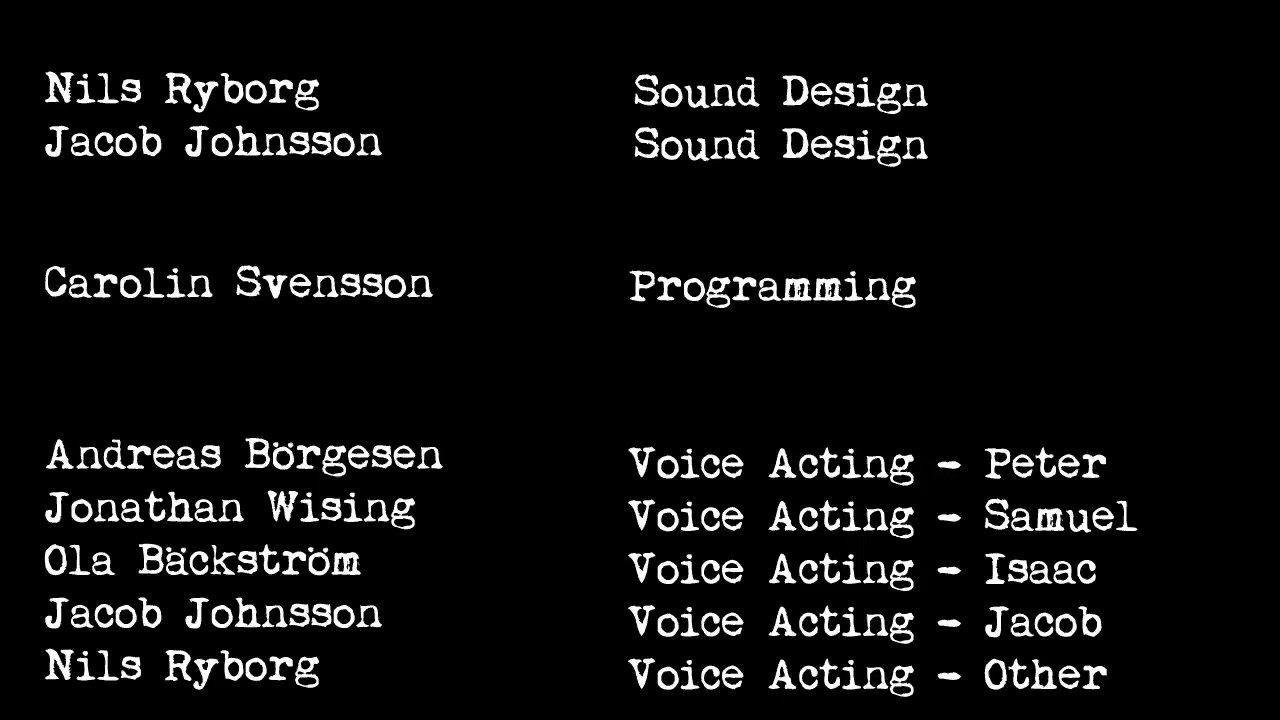 Nils Ryborg Sound Design
Jacob Johnsson Sound Design
Carolin Svensson Programming
Andreas Börgesen Voice Acting - Peter
Jonathan Wising Voice Acting - Samuel
Ola Bäckström Voice Acting - Isaac
Jacob Johnsson Voice Acting - Jacob
Nils Ryborg Voice Acting - Other